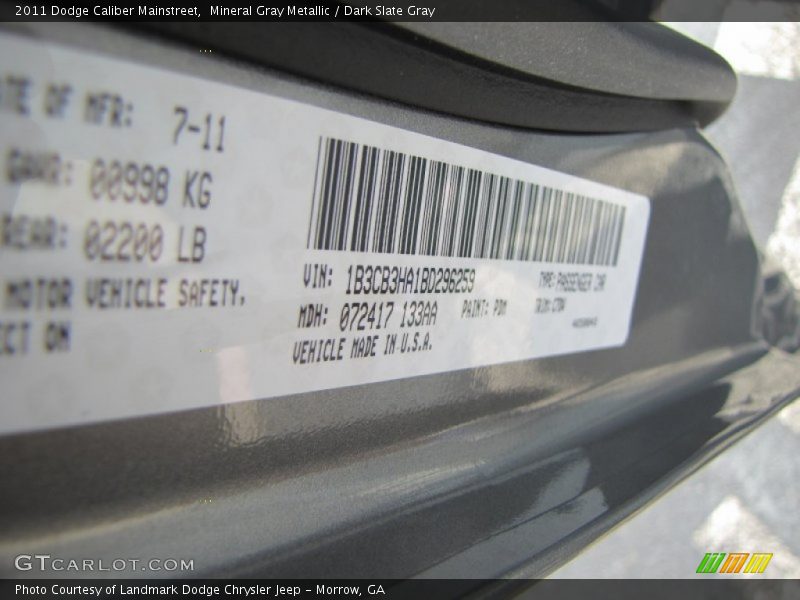 2011 Dodge Caliber Mainstreet,  Mineral Gray Metallic / Dark Slate Gray
TE OF MFR: 7-11
GAWR: 00998 KG
REAR: 02200 LB
MOTOR VEHICLE SAFETY,
ECT ON
VIN: 1B3CB3HA1BD296259
TYPE: PASSENGER CAR
MDH: 072417 133AA
PAINT: PDM
TRIM:
VEHICLE MADE IN U.S.A.
GTCARLOT.COM
Photo Courtesy of Landmark Dodge Chrysler Jeep - Morrow, GA